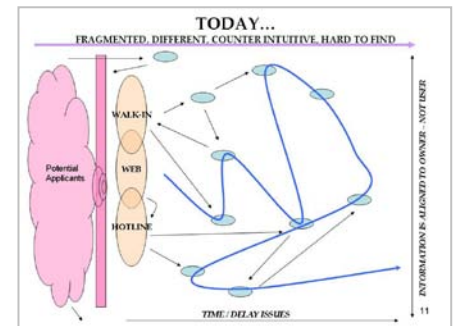 TODAY...
FRAGMENTED, DIFFERENT, COUNTER INTUITIVE, HARD TO FIND
WALK-IN
Potential
Applicants
WEB
HOTLINE
INFORMATION IS ALIGNED TO OWNER – NOT USER
TIME / DELAY ISSUES
11